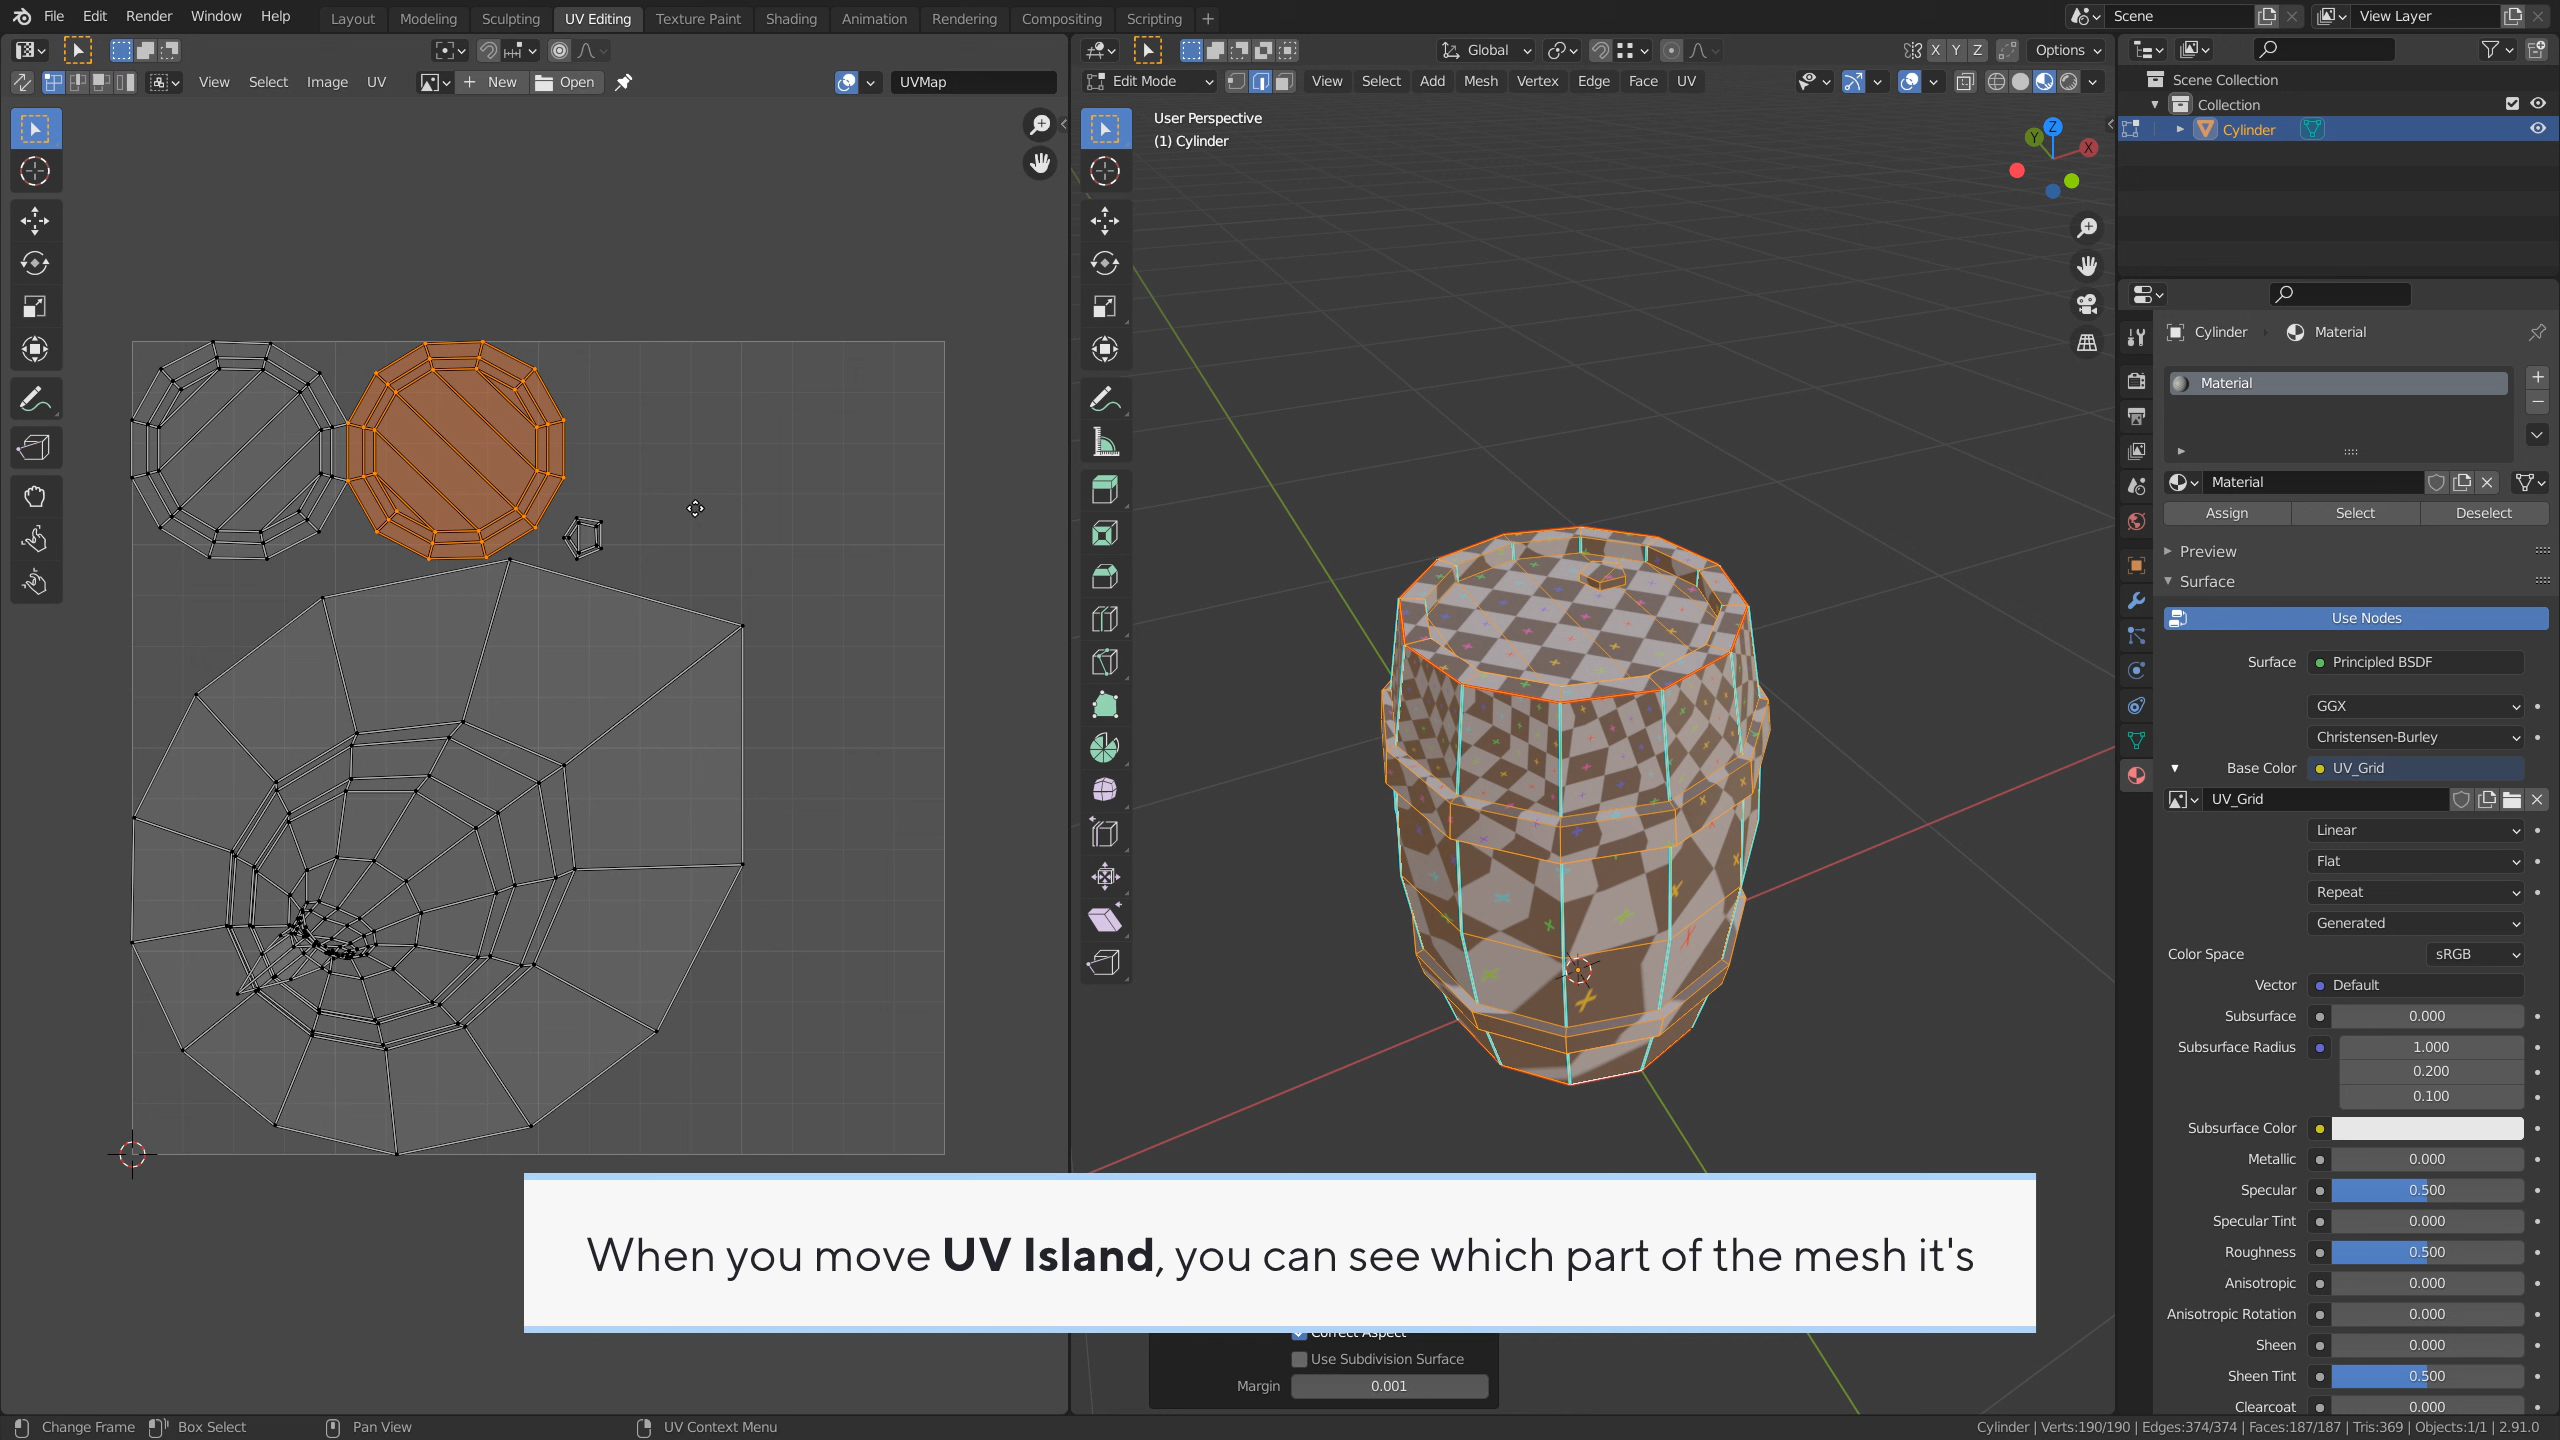 File Edit Render Window Help
Layout Modeling Sculpting UV Editing Texture Paint Shading Animation Rendering Compositing Scripting +
Scene
View Layer
View Select Image UV
New
Open
UVMap
Global
X Y Z
Options
Edit Mode
View Select Add Mesh Vertex Edge Face UV
User Perspective
(1) Cylinder
Z
Y
X
Scene Collection
Collection
Cylinder
Cylinder
Material
Material
Material
Assign
Select
Deselect
Preview
Surface
Use Nodes
Surface
Principled BSDF
GGX
Christensen-Burley
Base Color
UV_Grid
UV_Grid
Linear
Flat
Repeat
Generated
Color Space
sRGB
Vector
Default
Subsurface
0.000
Subsurface Radius
1.000
0.200
0.100
Subsurface Color
Metallic
0.000
Specular
0.500
Specular Tint
0.000
Roughness
0.500
Anisotropic
0.000
Anisotropic Rotation
0.000
Sheen
0.000
Sheen Tint
0.500
Clearcoat
0.000
When you move UV Island, you can see which part of the mesh it's
Correct Aspect
Use Subdivision Surface
Margin
0.001
Change Frame
Box Select
Pan View
UV Context Menu
Cylinder | Verts:190/190 | Edges:374/374 | Faces:187/187 | Tris:369 | Objects:1/1 | 2.91.0